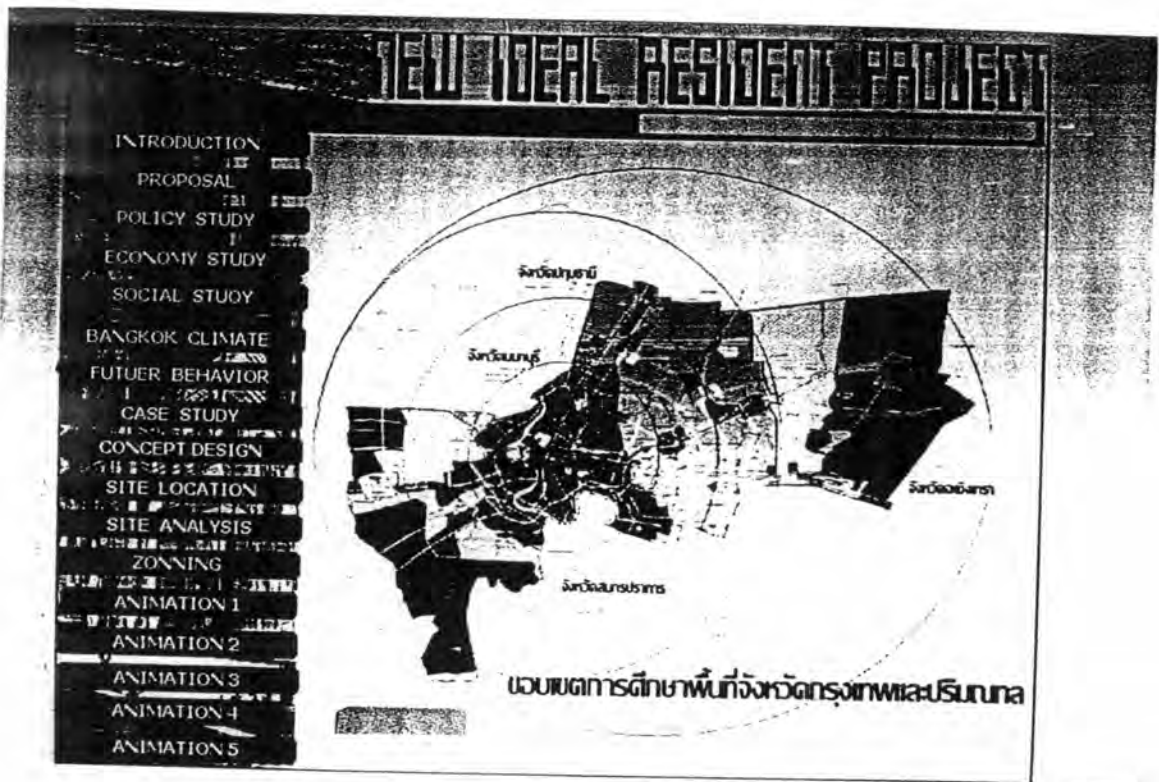 NEW IDEAL RESIDENT PROJECT
INTRODUCTION
PROPOSAL
POLICY STUDY
ECONOMY STUDY
SOCIAL STUDY
BANGKOK CLIMATE
FUTUER BEHAVIOR
CASE STUDY
CONCEPT DESIGN
SITE LOCATION
SITE ANALYSIS
ZONNING
ANIMATION 1
ANIMATION 2
ANIMATION 3
ANIMATION 4
ANIMATION 5
จังหวัดปทุมธานี
จังหวัดนนทบุรี
จังหวัดฉะเชิงเทรา
จังหวัดสมุทรปราการ
ขอบเขตการศึกษาพื้นที่จังหวัดกรุงเทพและปริมณฑล